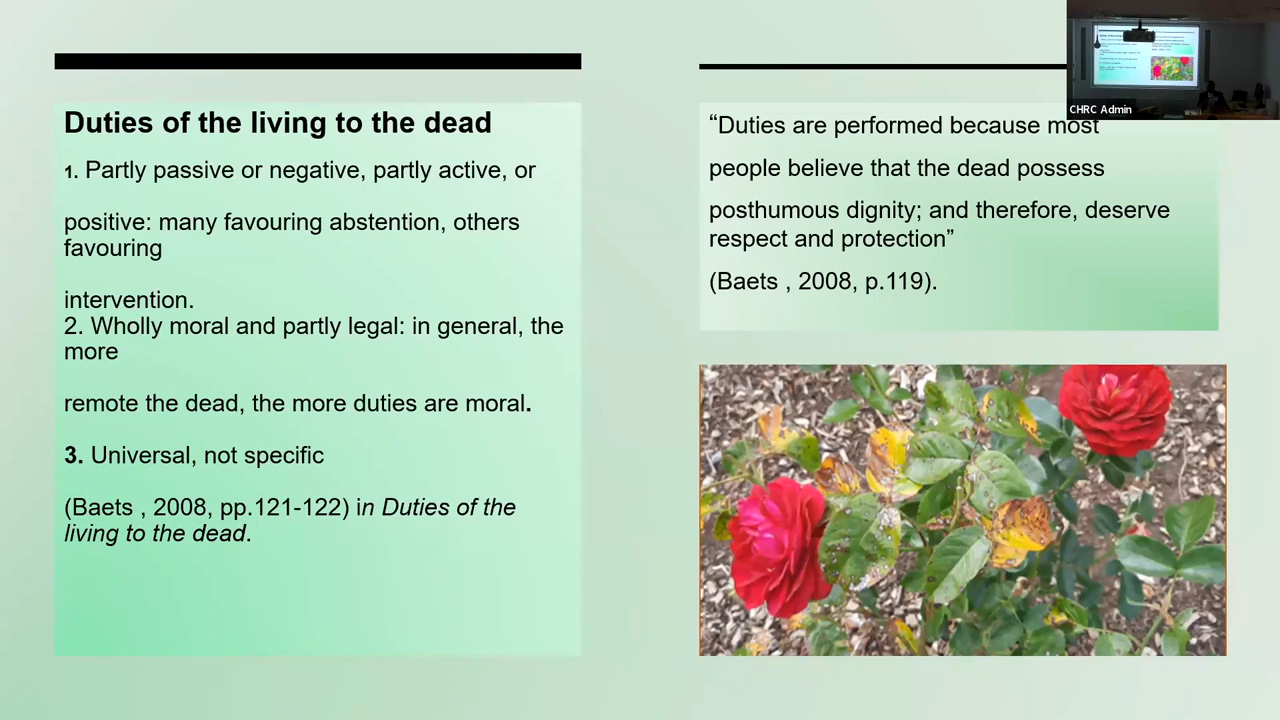 Duties of the living to the dead
1. Partly passive or negative, partly active, or
positive: many favouring abstention, others
favouring
intervention.
2. Wholly moral and partly legal: in general, the
more
remote the dead, the more duties are moral.
3. Universal, not specific
(Baets , 2008, pp.121-122) in Duties of the
living to the dead.
“Duties are performed because most
people believe that the dead possess
posthumous dignity; and therefore, deserve
respect and protection”
(Baets , 2008, p.119).
CHRC Admin